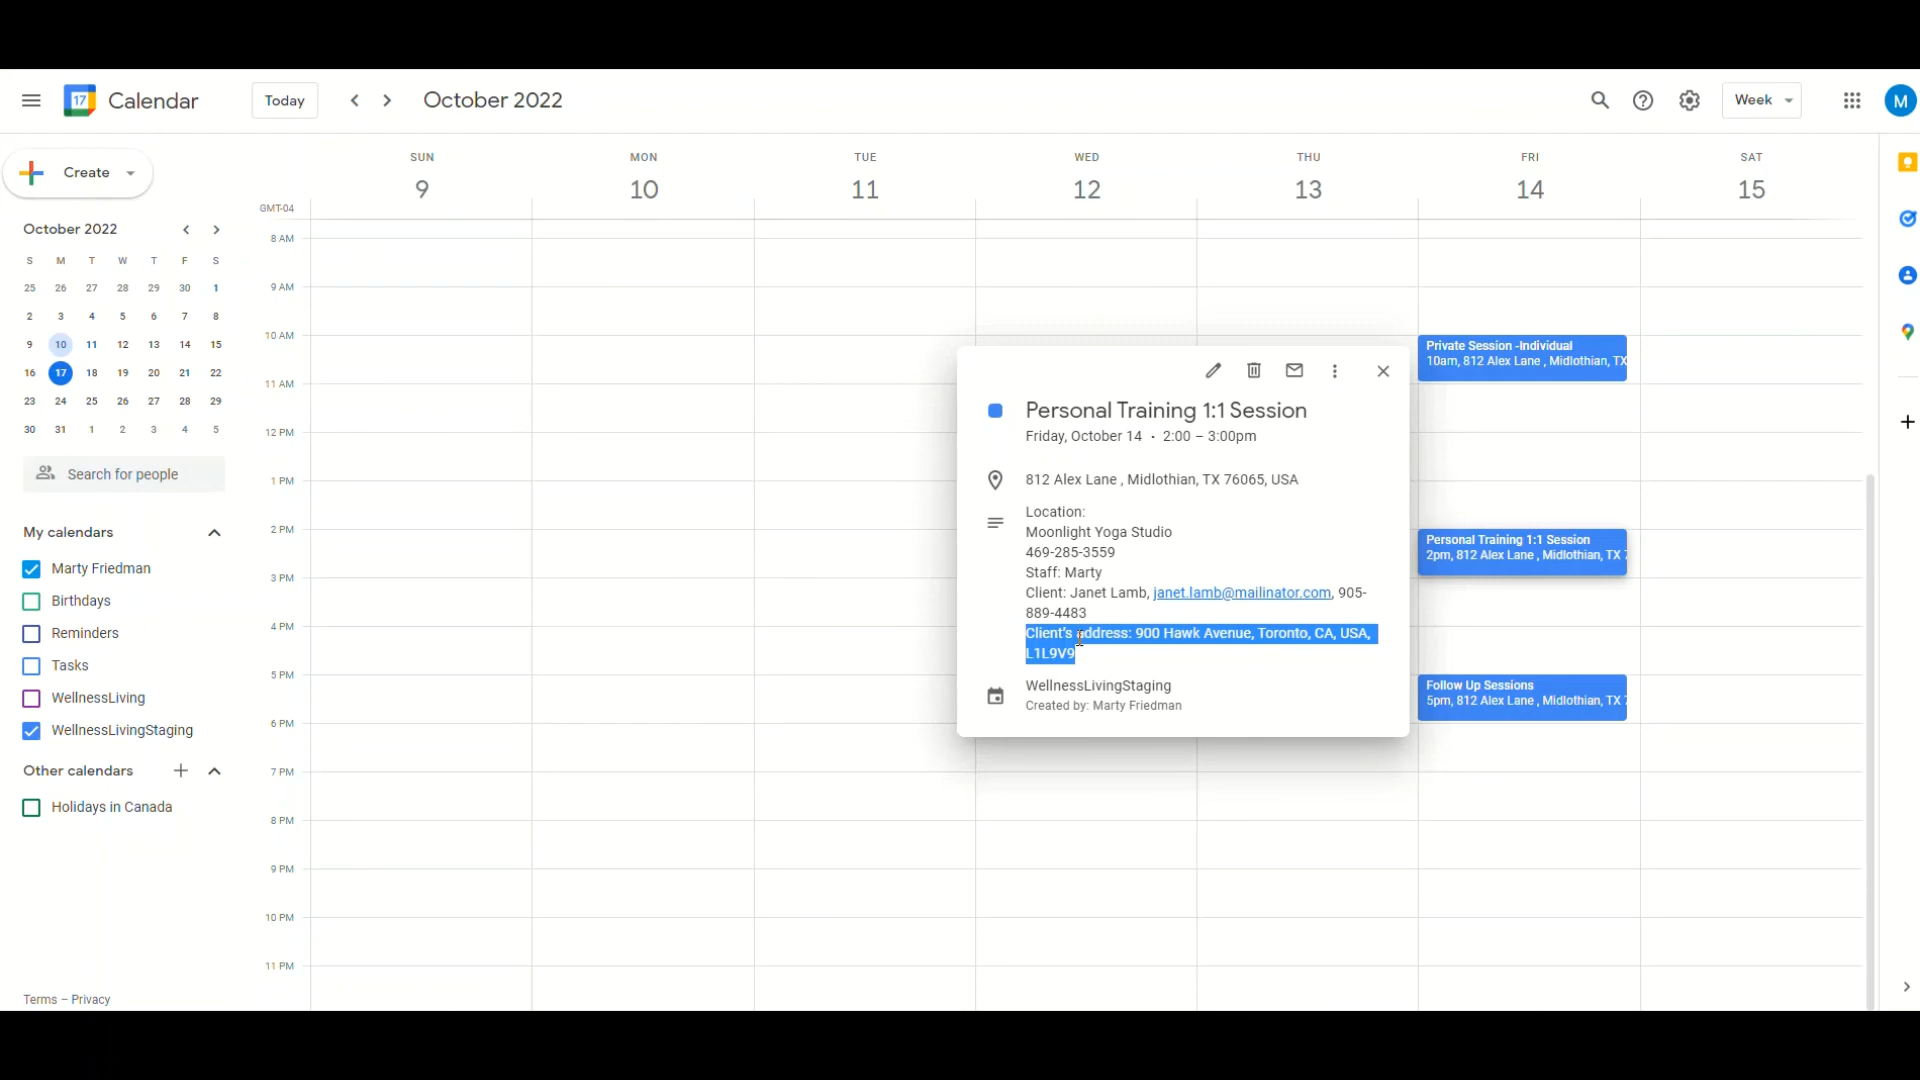 17 Calendar
Today
October 2022
Week
M
Create
October 2022
S M T W T F S
25 26 27 28 29 30 1
2 3 4 5 6 7 8
9 10 11 12 13 14 15
16 17 18 19 20 21 22
23 24 25 26 27 28 29
30 31 1 2 3 4 5
Search for people
My calendars
Marty Friedman
Birthdays
Reminders
Tasks
WellnessLiving
WellnessLivingStaging
Other calendars
Holidays in Canada
Terms – Privacy
SUN MON TUE WED THU FRI SAT
9 10 11 12 13 14 15
GMT-04
8 AM
9 AM
10 AM
11 AM
12 PM
1 PM
2 PM
3 PM
4 PM
5 PM
6 PM
7 PM
8 PM
9 PM
10 PM
11 PM
Personal Training 1:1 Session
Friday, October 14 · 2:00 – 3:00pm
812 Alex Lane , Midlothian, TX 76065, USA
Location:
Moonlight Yoga Studio
469-285-3559
Staff: Marty
Client: Janet Lamb, janet.lamb@mailinator.com, 905-
889-4483
Client's address: 900 Hawk Avenue, Toronto, CA, USA,
L1L9V9
WellnessLivingStaging
Created by: Marty Friedman
Private Session -Individual
10am, 812 Alex Lane , Midlothian, TX
Personal Training 1:1 Session
2pm, 812 Alex Lane , Midlothian, TX 7
Follow Up Sessions
5pm, 812 Alex Lane , Midlothian, TX 7